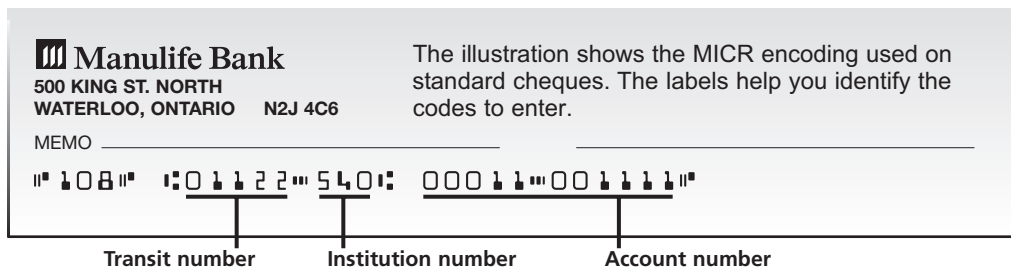 Manulife Bank
500 KING ST. NORTH
WATERLOO, ONTARIO N2J 4C6
The illustration shows the MICR encoding used on
standard cheques. The labels help you identify the
codes to enter.
MEMO
⑈108⑈ ⑆01122⑉540⑆ 00011⑉001111⑈
Transit number Institution number Account number